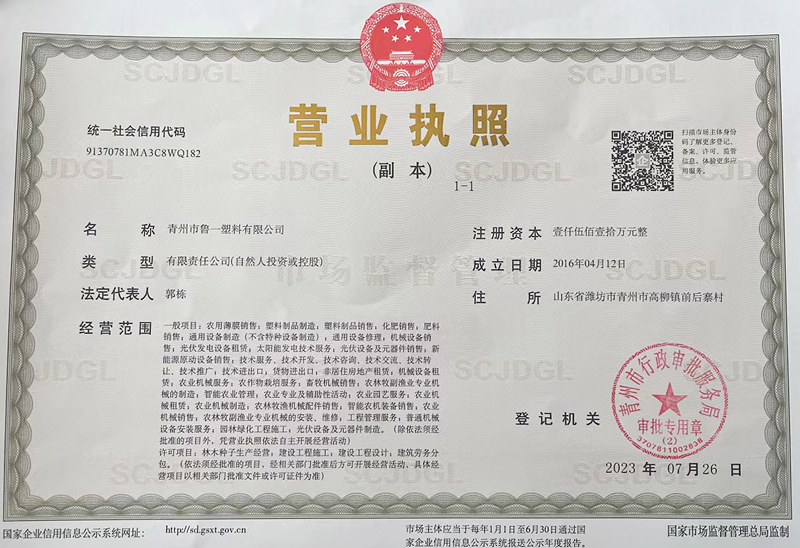 SCJDGL SCJDGL SCJDGL SCJDGL
营业执照
(副 本)
1-1
统一社会信用代码
91370781MA3C8WQ182
扫描市场主体身份
码了解更多登记、
备案、许可、监管
信息，体验更多应
用服务。
名 称 青州市鲁一塑料有限公司
类 型 有限责任公司(自然人投资或控股)
法定代表人 郭栋
经营范围 一般项目：农用薄膜销售；塑料制品制造；塑料制品销售；化肥销售；肥料
销售；通用设备制造（不含特种设备制造）；通用设备修理；机械设备销
售；光伏发电设备租赁；太阳能发电技术服务；光伏设备及元器件销售；新
能源原动设备销售；技术服务、技术开发、技术咨询、技术交流、技术转
让、技术推广；技术进出口；货物进出口；非居住房地产租赁；机械设备租
赁；农业机械服务；农作物栽培服务；畜牧机械销售；农林牧副渔业专业机
械的制造；智能农业管理；农业专业及辅助性活动；农业园艺服务；农业机
械租赁；农业机械制造；农林牧渔机械配件销售；智能农机装备销售；农业
机械销售；农林牧副渔业专业机械的安装、维修；工程管理服务；普通机械
设备安装服务；园林绿化工程施工；光伏设备及元器件制造。（除依法须经
批准的项目外，凭营业执照依法自主开展经营活动）
许可项目：林木种子生产经营；建设工程施工；建设工程设计；建筑劳务分
包。（依法须经批准的项目，经相关部门批准后方可开展经营活动，具体经
营项目以相关部门批准文件或许可证件为准）
注册资本 壹仟伍佰壹拾万元整
成立日期 2016年04月12日
住 所 山东省潍坊市青州市高柳镇前后寨村
市场监督管理
登记机关
青州市行政审批服务局
审批专用章
(2)
3707811002838
2023 年 07月26 日
国家企业信用信息公示系统网址：
http://sd.gsxt.gov.cn
市场主体应当于每年1月1日至6月30日通过国
家企业信用信息公示系统报送公示年度报告。
国家市场监督管理总局监制